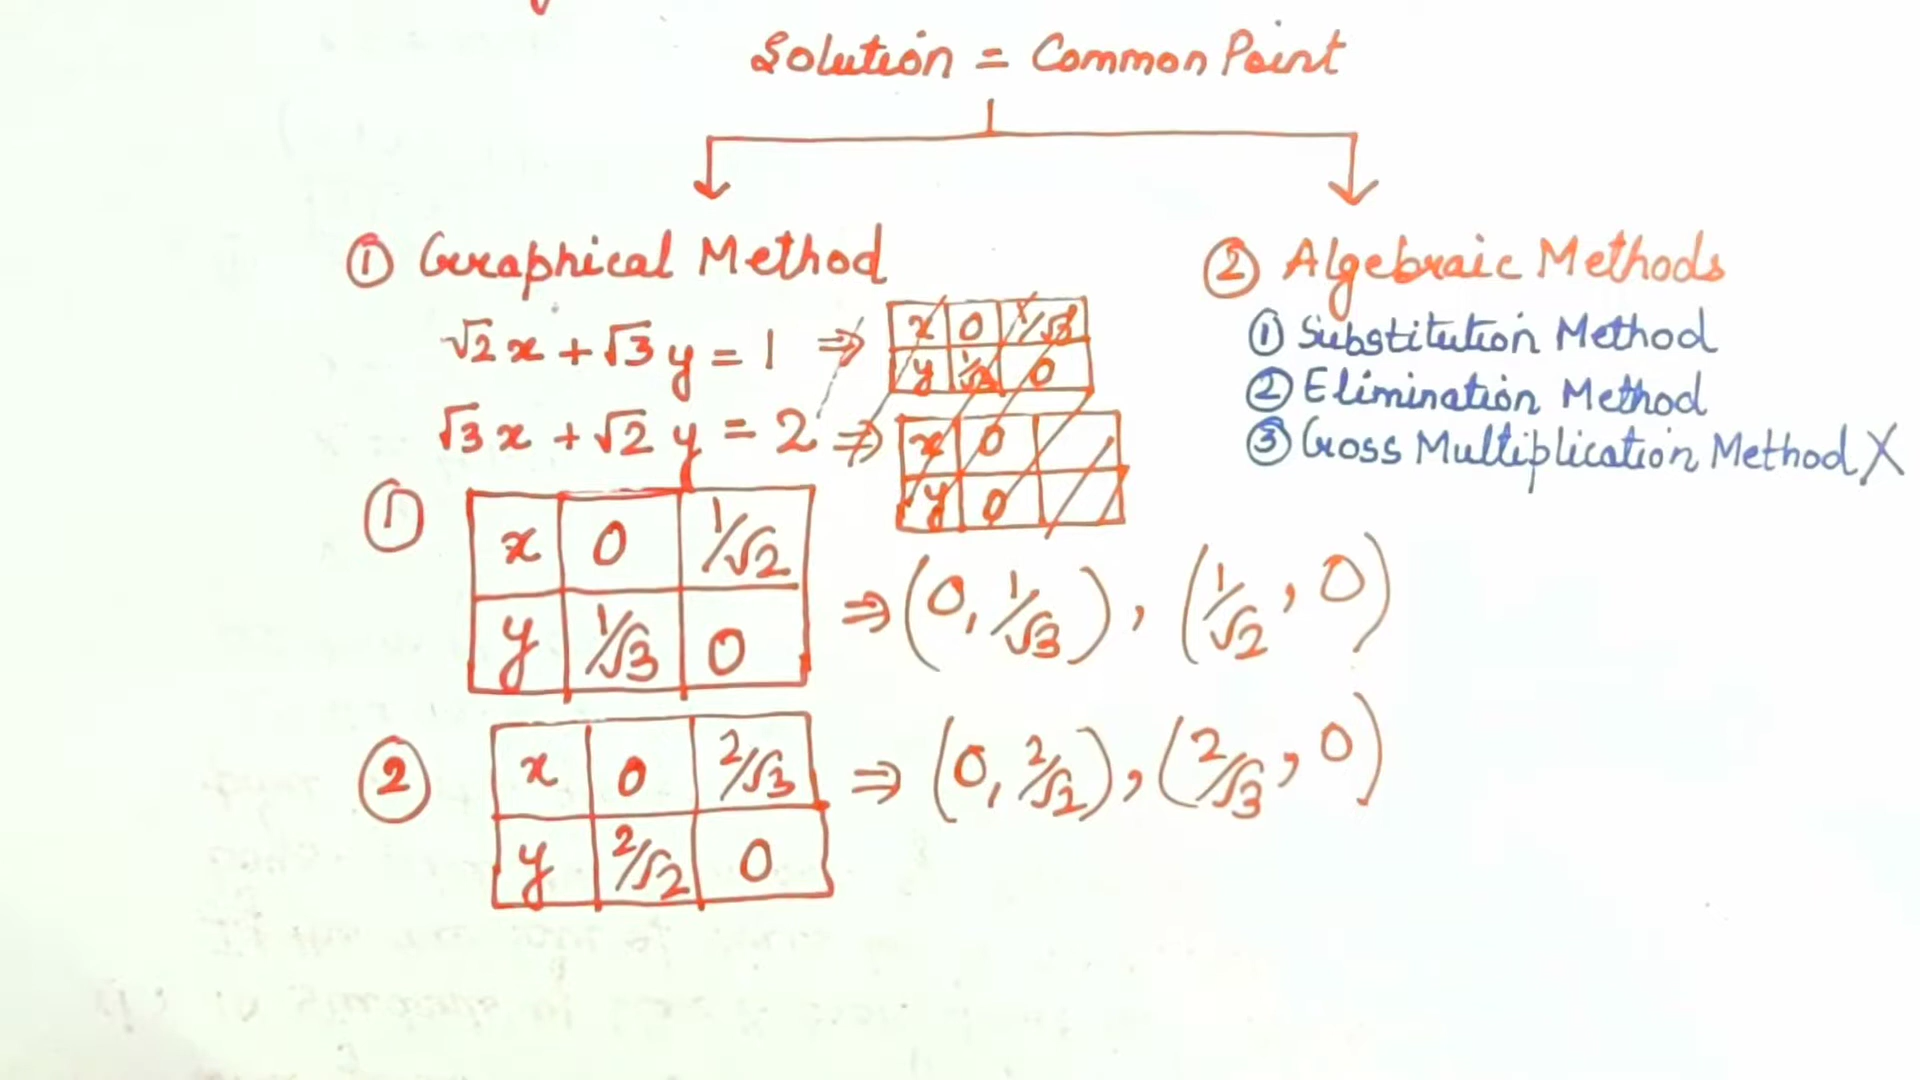 Solution = Common Point
① Graphical Method
√2x + √3y = 1 ⇒
x 0 1/√3
y 0
√3x + √2y = 2 ⇒
x 0
y 0
② Algebraic Methods
① Substitution Method
② Elimination Method
③ Cross Multiplication Method X
①
x 0 1/√2
y 1/√3 0
⇒ (0, 1/√3), (1/√2, 0)
②
x 0 2/√3
y 2/√2 0
⇒ (0, 2/√2), (2/√3, 0)